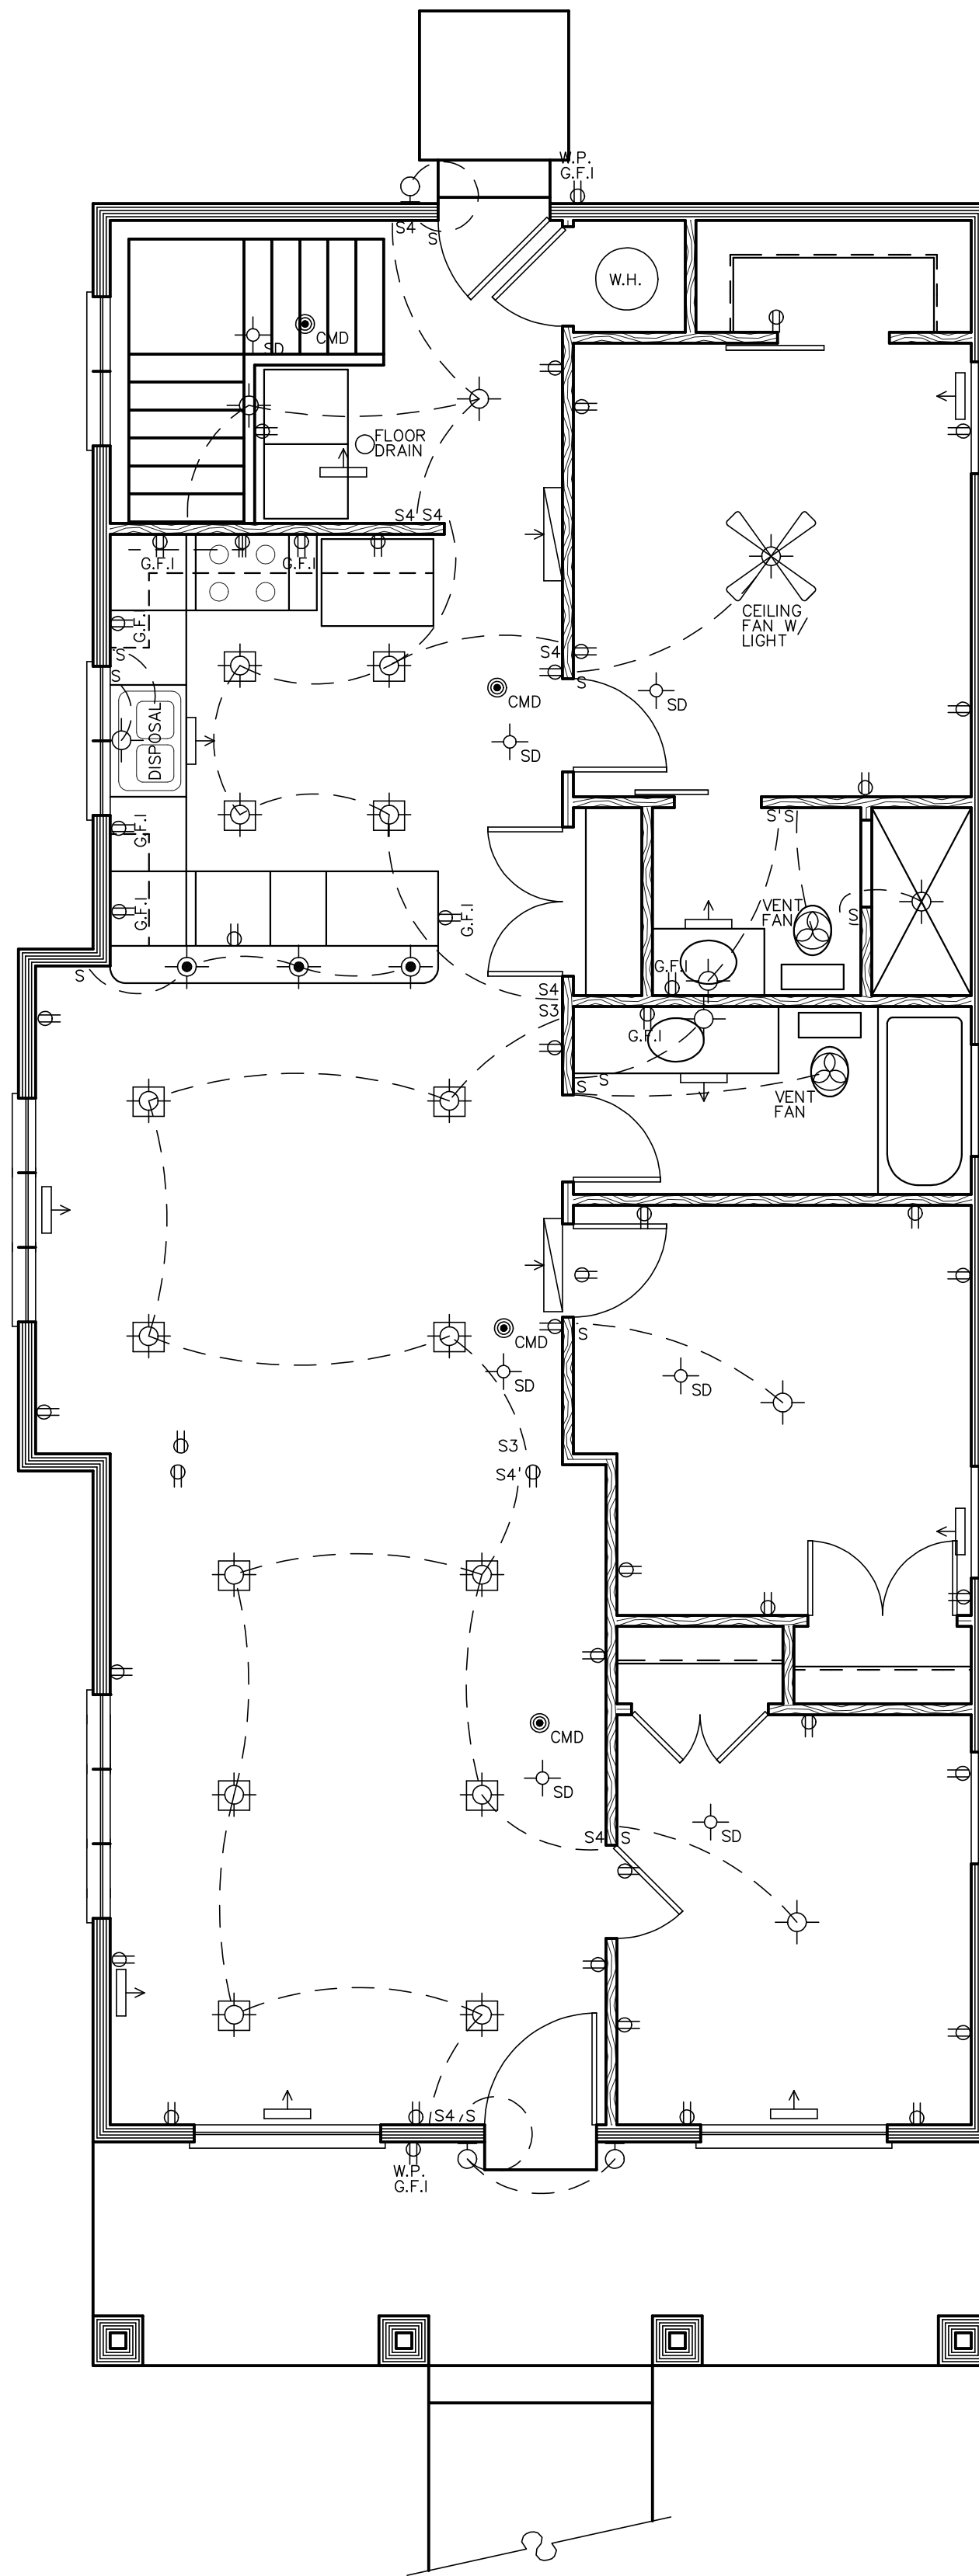 W.P.
G.F.I
S4
S
W.H.
CMD
SD
FLOOR
DRAIN
S4 S4
G.F.I
G.F.I
CEILING
FAN W/
LIGHT
G.F.I
S4
S
S
S
SD
CMD
DISPOSAL
SD
S'S
G.F.I
VENT
FAN
G.F.I
G.F.I
S
G.F.I
S
S4
S3
G.F.I
S
S
VENT
FAN
CMD
S
SD
SD
S3
S4'
CMD
SD
SD
S4
S
S4
S
W.P.
G.F.I